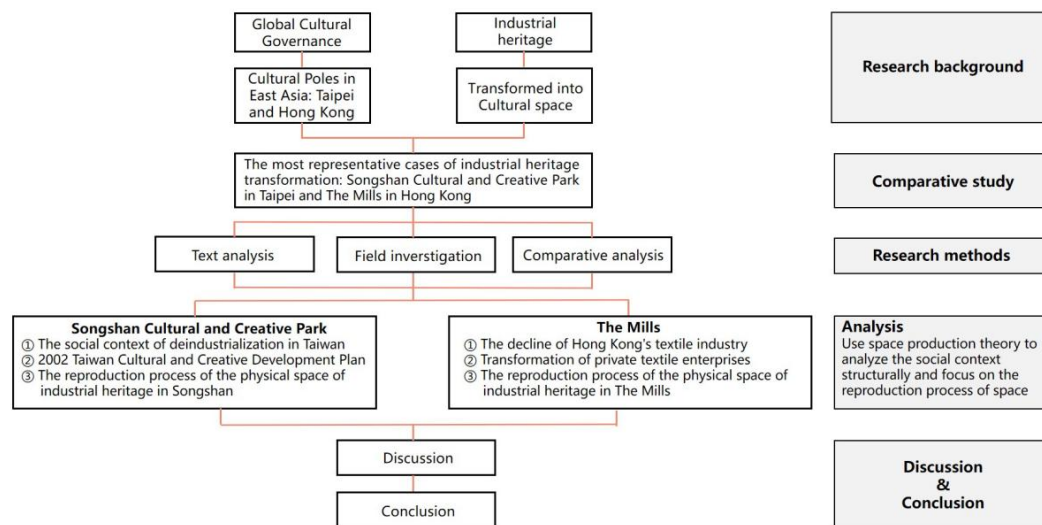 Global Cultural
Governance
Industrial
heritage
Research background
Cultural Poles in
East Asia: Taipei
and Hong Kong
Transformed into
Cultural space
The most representative cases of industrial heritage
transformation: Songshan Cultural and Creative Park
in Taipei and The Mills in Hong Kong
Comparative study
Text analysis
Field inverstigation
Comparative analysis
Research methods
Songshan Cultural and Creative Park
① The social context of deindustrialization in Taiwan
② 2002 Taiwan Cultural and Creative Development Plan
③ The reproduction process of the physical space of
industrial heritage in Songshan
The Mills
① The decline of Hong Kong's textile industry
② Transformation of private textile enterprises
③ The reproduction process of the physical space of
industrial heritage in The Mills
Analysis
Use space production theory to
analyze the social context
structurally and focus on the
reproduction process of space
Discussion
Conclusion
Discussion
&
Conclusion